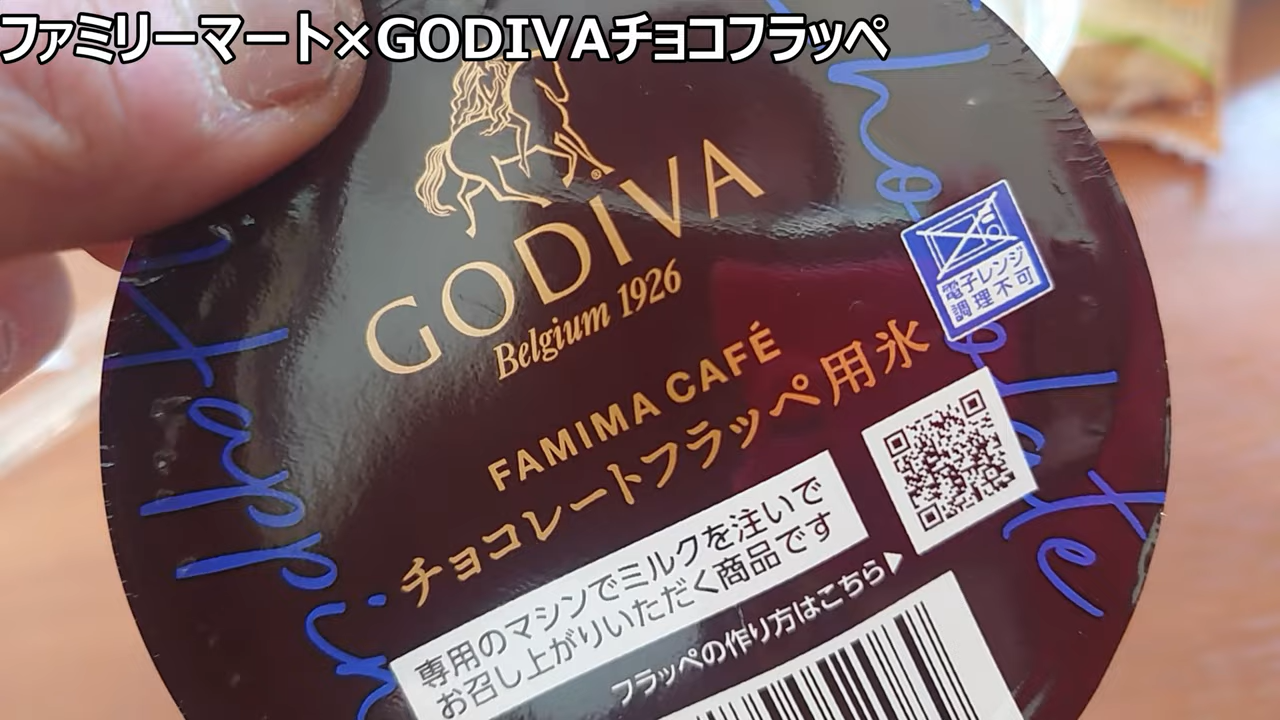 ファミリーマート×GODIVAチョコフラッペ
GODIVA
®
Belgium 1926
電子レンジ
調理不可
FAMIMA CAFÉ
チョコレートフラッペ用氷
専用のマシンでミルクを注いで
お召し上がりいただく商品です
フラッペの作り方はこちら▶